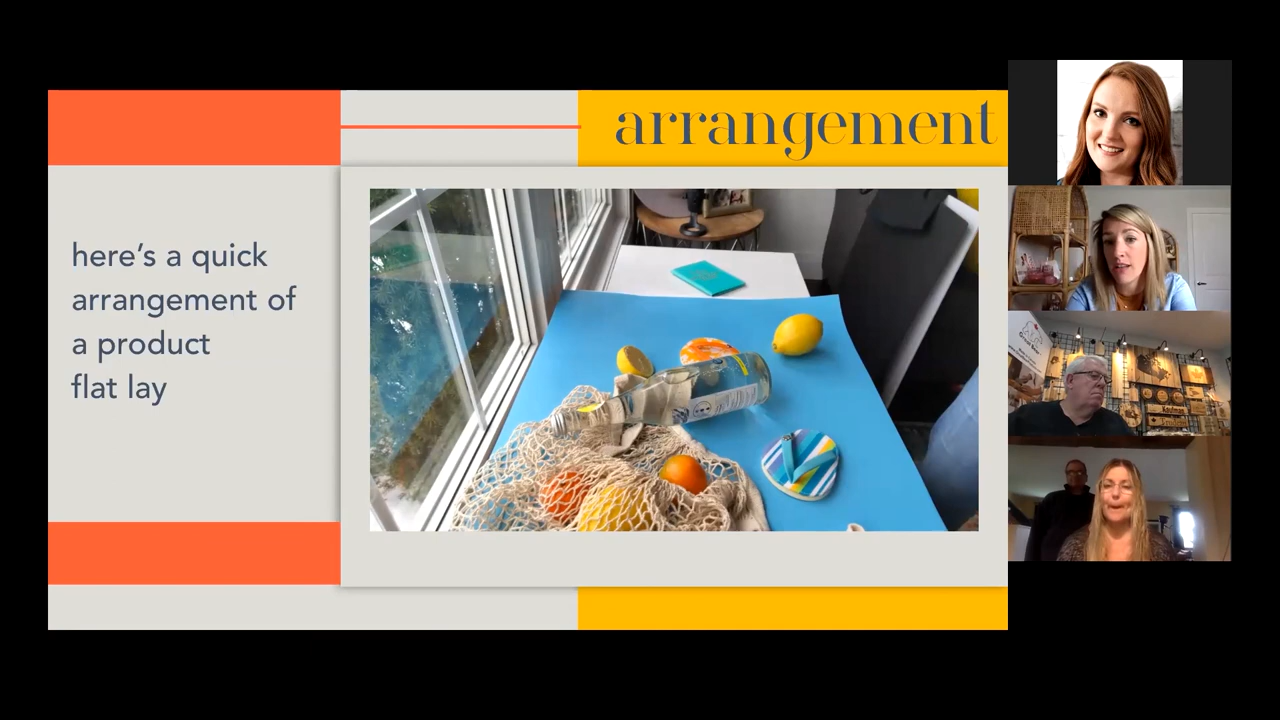 arrangement
here's a quick
arrangement of
a product
flat lay